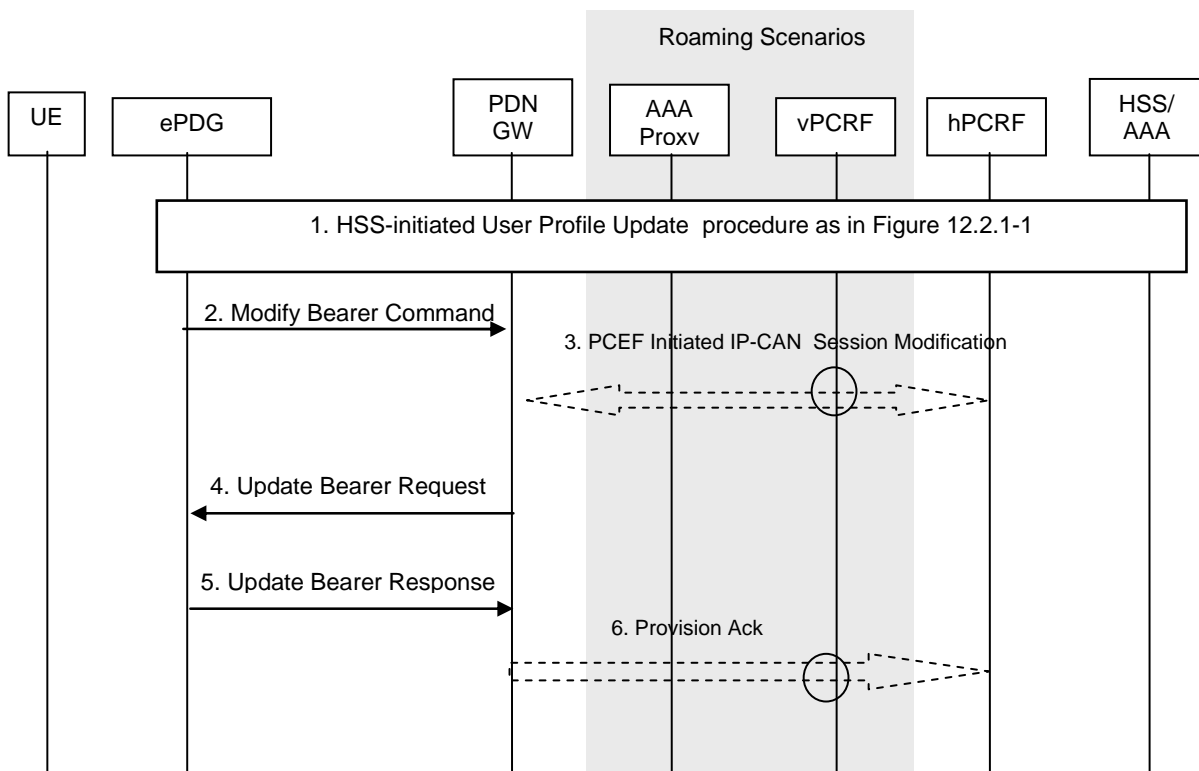 Roaming Scenarios
UE
ePDG
PDN
GW
AAA
Proxy
vPCRF
hPCRF
HSS/
AAA
1. HSS-initiated User Profile Update procedure as in Figure 12.2.1-1
2. Modify Bearer Command
3. PCEF Initiated IP-CAN Session Modification
4. Update Bearer Request
5. Update Bearer Response
6. Provision Ack